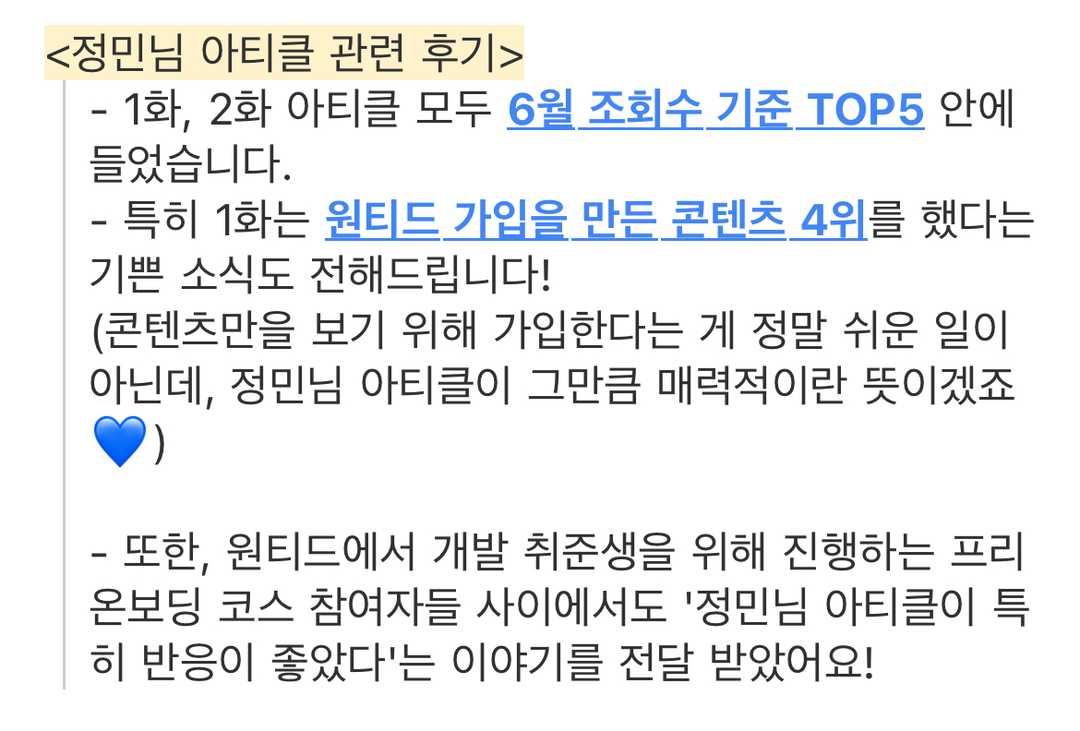 <정민님 아티클 관련 후기>
- 1화, 2화 아티클 모두 6월 조회수 기준 TOP5 안에
들었습니다.
- 특히 1화는 원티드 가입을 만든 콘텐츠 4위를 했다는
기쁜 소식도 전해드립니다!
(콘텐츠만을 보기 위해 가입한다는 게 정말 쉬운 일이
아닌데, 정민님 아티클이 그만큼 매력적이란 뜻이겠죠
💙)
- 또한, 원티드에서 개발 취준생을 위해 진행하는 프리
온보딩 코스 참여자들 사이에서도 '정민님 아티클이 특
히 반응이 좋았다'는 이야기를 전달 받았어요!